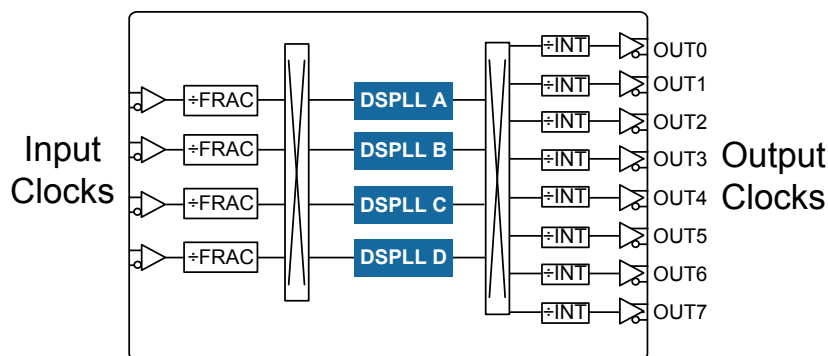 Input
Clocks
÷FRAC
÷FRAC
÷FRAC
÷FRAC
DSPLL A
DSPLL B
DSPLL C
DSPLL D
÷INT
÷INT
÷INT
÷INT
÷INT
÷INT
÷INT
÷INT
OUT0
OUT1
OUT2
OUT3
OUT4
OUT5
OUT6
OUT7
Output
Clocks